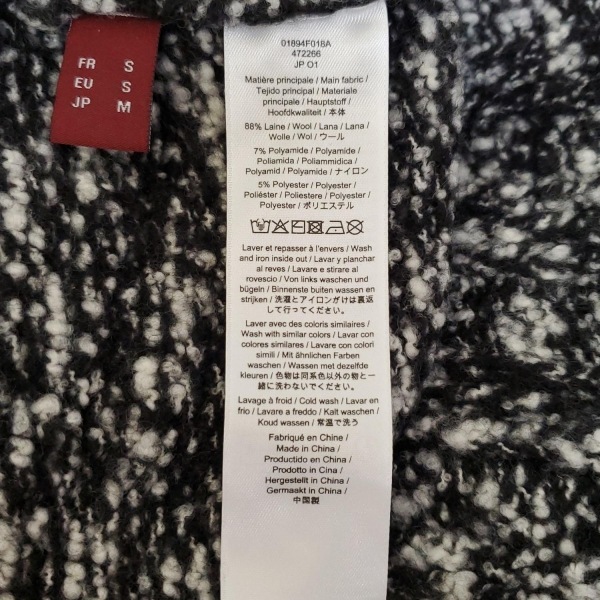 FR S
EU S
JP M
01894F018A
472266
JP O1
Matière principale / Main fabric /
Tejido principal / Materiale
principale / Hauptstoff /
Hoofdkwaliteit / 本体
88% Laine / Wool / Lana / Lana /
Wolle / Wol / ウール
7% Polyamide / Polyamide /
Poliamida / Poliammidica /
Polyamid / Polyamide / ナイロン
5% Polyester / Polyester /
Poliéster / Poliestere / Polyester /
Polyester / ポリエステル
Laver et repasser à l'envers / Wash
and iron inside out / Lavar y planchar
al reves / Lavare e stirare al
rovescio / Von links waschen und
bügeln / Binnenste buiten wassen en
strijken / 洗濯とアイロンがけは裏返
して行ってください。
Laver avec des coloris similaires /
Wash with similar colors / Lavar con
colores similares / Lavare con colori
simili / Mit ähnlichen Farben
waschen / Wassen met dezelfde
kleuren / 色物は同系色以外の物と一
緒に洗わないでください。
Lavage à froid / Cold wash / Lavar en
frio / Lavare a freddo / Kalt waschen /
Koud wassen / 常温で洗う
Fabriqué en Chine /
Made in China /
Producido en China /
Prodotto in Cina /
Hergestellt in China /
Germaakt in China /
中国製